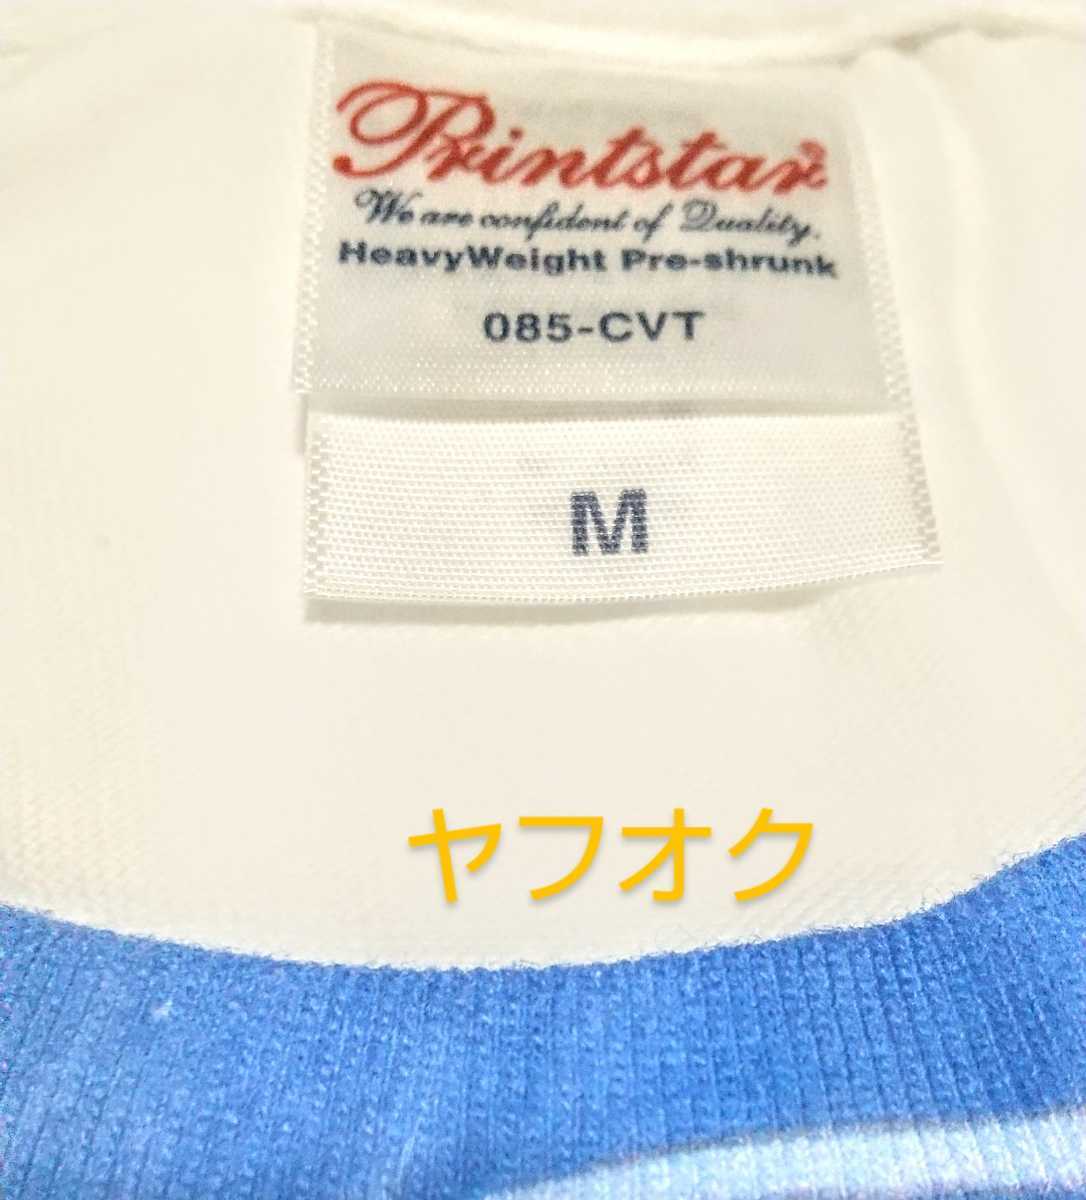 Printstar®
We are confident of Quality.
HeavyWeight Pre-shrunk
085-CVT
M
ヤフオク